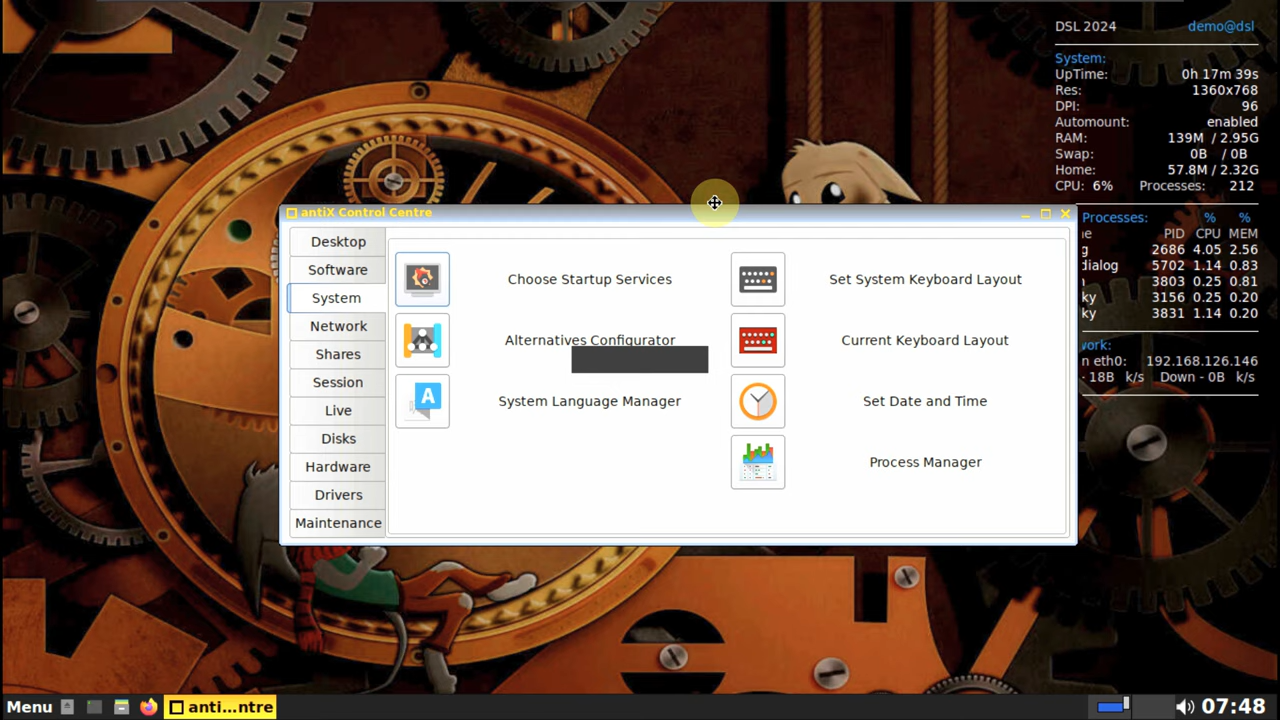 DSL 2024 demo@dsl
System:
UpTime: 0h 17m 39s
Res: 1360x768
DPI: 96
Automount: enabled
RAM: 139M / 2.95G
Swap: 0B / 0B
Home: 57.8M / 2.32G
CPU: 6% Processes: 212
Processes: % %
e PID CPU MEM
g 2686 4.05 2.56
dialog 5702 1.14 0.83
3803 0.25 0.81
ky 3156 0.25 0.20
ky 3831 1.14 0.20
work:
n eth0: 192.168.126.146
- 18B k/s Down - 0B k/s
antiX Control Centre
Desktop
Software
System
Network
Shares
Session
Live
Disks
Hardware
Drivers
Maintenance
Choose Startup Services
Alternatives Configurator
System Language Manager
Set System Keyboard Layout
Current Keyboard Layout
Set Date and Time
Process Manager
Menu anti...ntre 07:48